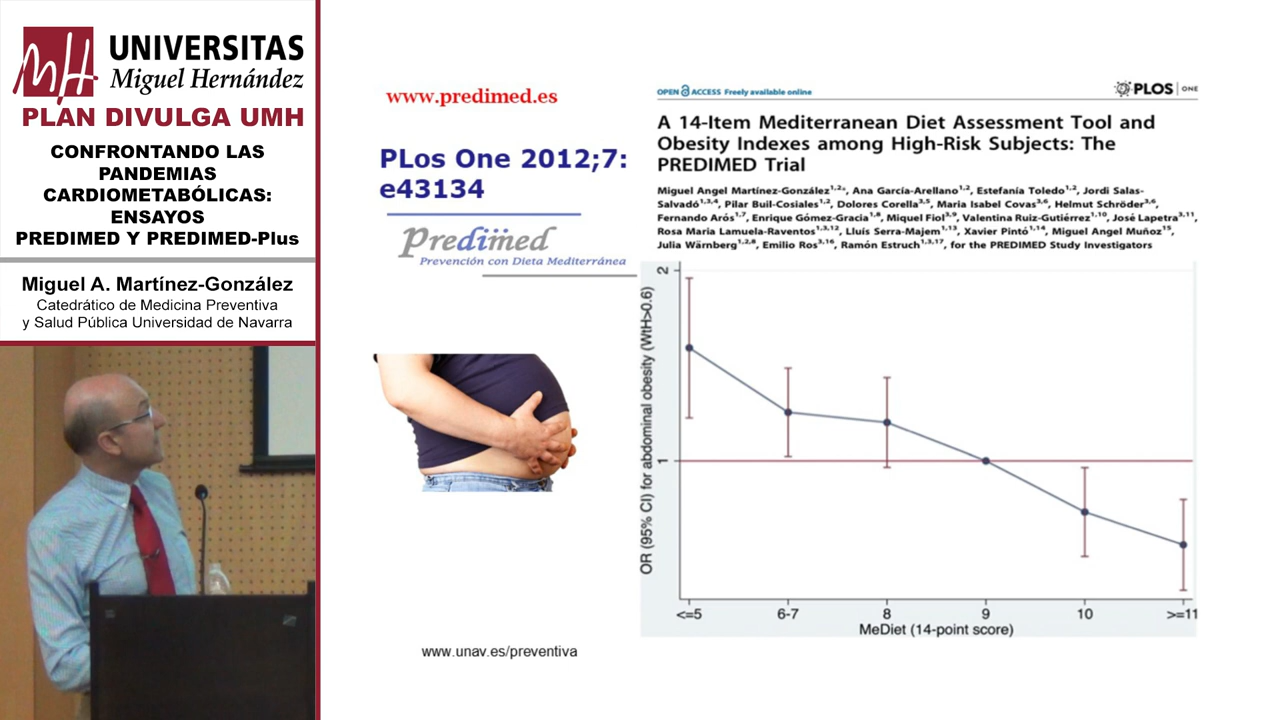 UNIVERSITAS
Miguel Hernández
PLAN DIVULGA UMH
CONFRONTANDO LAS
PANDEMIAS
CARDIOMETABÓLICAS:
ENSAYOS
PREDIMED Y PREDIMED-Plus
Miguel A. Martínez-González
Catedrático de Medicina Preventiva
y Salud Pública Universidad de Navarra
www.predimed.es
PLos One 2012;7:
e43134
Predimed
Prevención con Dieta Mediterránea
www.unav.es/preventiva
OPEN ACCESS Freely available online
PLOS | ONE
A 14-Item Mediterranean Diet Assessment Tool and
Obesity Indexes among High-Risk Subjects: The
PREDIMED Trial
Miguel Angel Martínez-González1,2*, Ana García-Arellano1,2, Estefanía Toledo1,2, Jordi Salas-
Salvadó1,3,4, Pilar Buil-Cosiales1,2, Dolores Corella3,5, Maria Isabel Covas3,6, Helmut Schröder3,6,
Fernando Arós1,7, Enrique Gómez-Gracia1,8, Miquel Fiol3,9, Valentina Ruiz-Gutiérrez1,10, José Lapetra3,11,
Rosa Maria Lamuela-Raventos1,3,12, Lluís Serra-Majem1,13, Xavier Pintó1,14, Miguel Angel Muñoz15,
Julia Wärnberg1,2,8, Emilio Ros3,16, Ramón Estruch1,3,17, for the PREDIMED Study Investigators
OR (95% CI) for abdominal obesity (WtH>0.6)
2
1
<=5 6-7 8 9 10 >=11
MeDiet (14-point score)